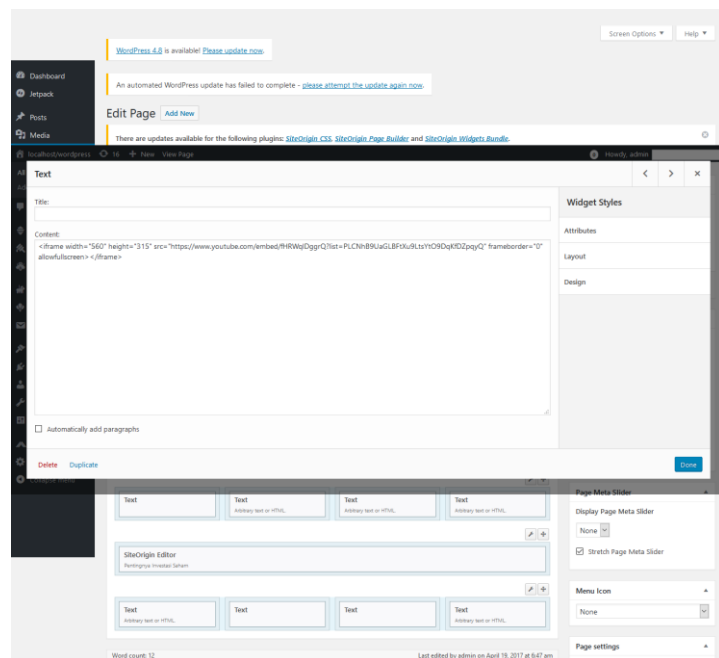 Screen Options ▼ Help ▼
WordPress 4.8 is available! Please update now.
Dashboard
An automated WordPress update has failed to complete - please attempt the update again now.
Jetpack
Edit Page Add New
Posts
Media
There are updates available for the following plugins: SiteOrigin CSS, SiteOrigin Page Builder and SiteOrigin Widgets Bundle.
localhost/wordpress 16 + New View Page Howdy, admin
All
Text
Widget Styles
Title:
Attributes
Content:
<iframe width="560" height="315" src="https://www.youtube.com/embed/fHRWqlDggrQ?list=PLCNhB9UaGLBFtXu9LtsYtO9DqKfDZpqyQ" frameborder="0"
allowfullscreen> </iframe>
Layout
Design
Automatically add paragraphs
Delete Duplicate
Done
Collapse menu
Text Text Text Text
Arbitrary text or HTML. Arbitrary text or HTML. Arbitrary text or HTML.
SiteOrigin Editor
Pentingnya Investasi Saham
Text Text Text Text
Arbitrary text or HTML. Arbitrary text or HTML.
Word count: 12 Last edited by admin on April 19, 2017 at 6:47 am
Page Meta Slider
Display Page Meta Slider
None
Stretch Page Meta Slider
Menu Icon
None
Page settings